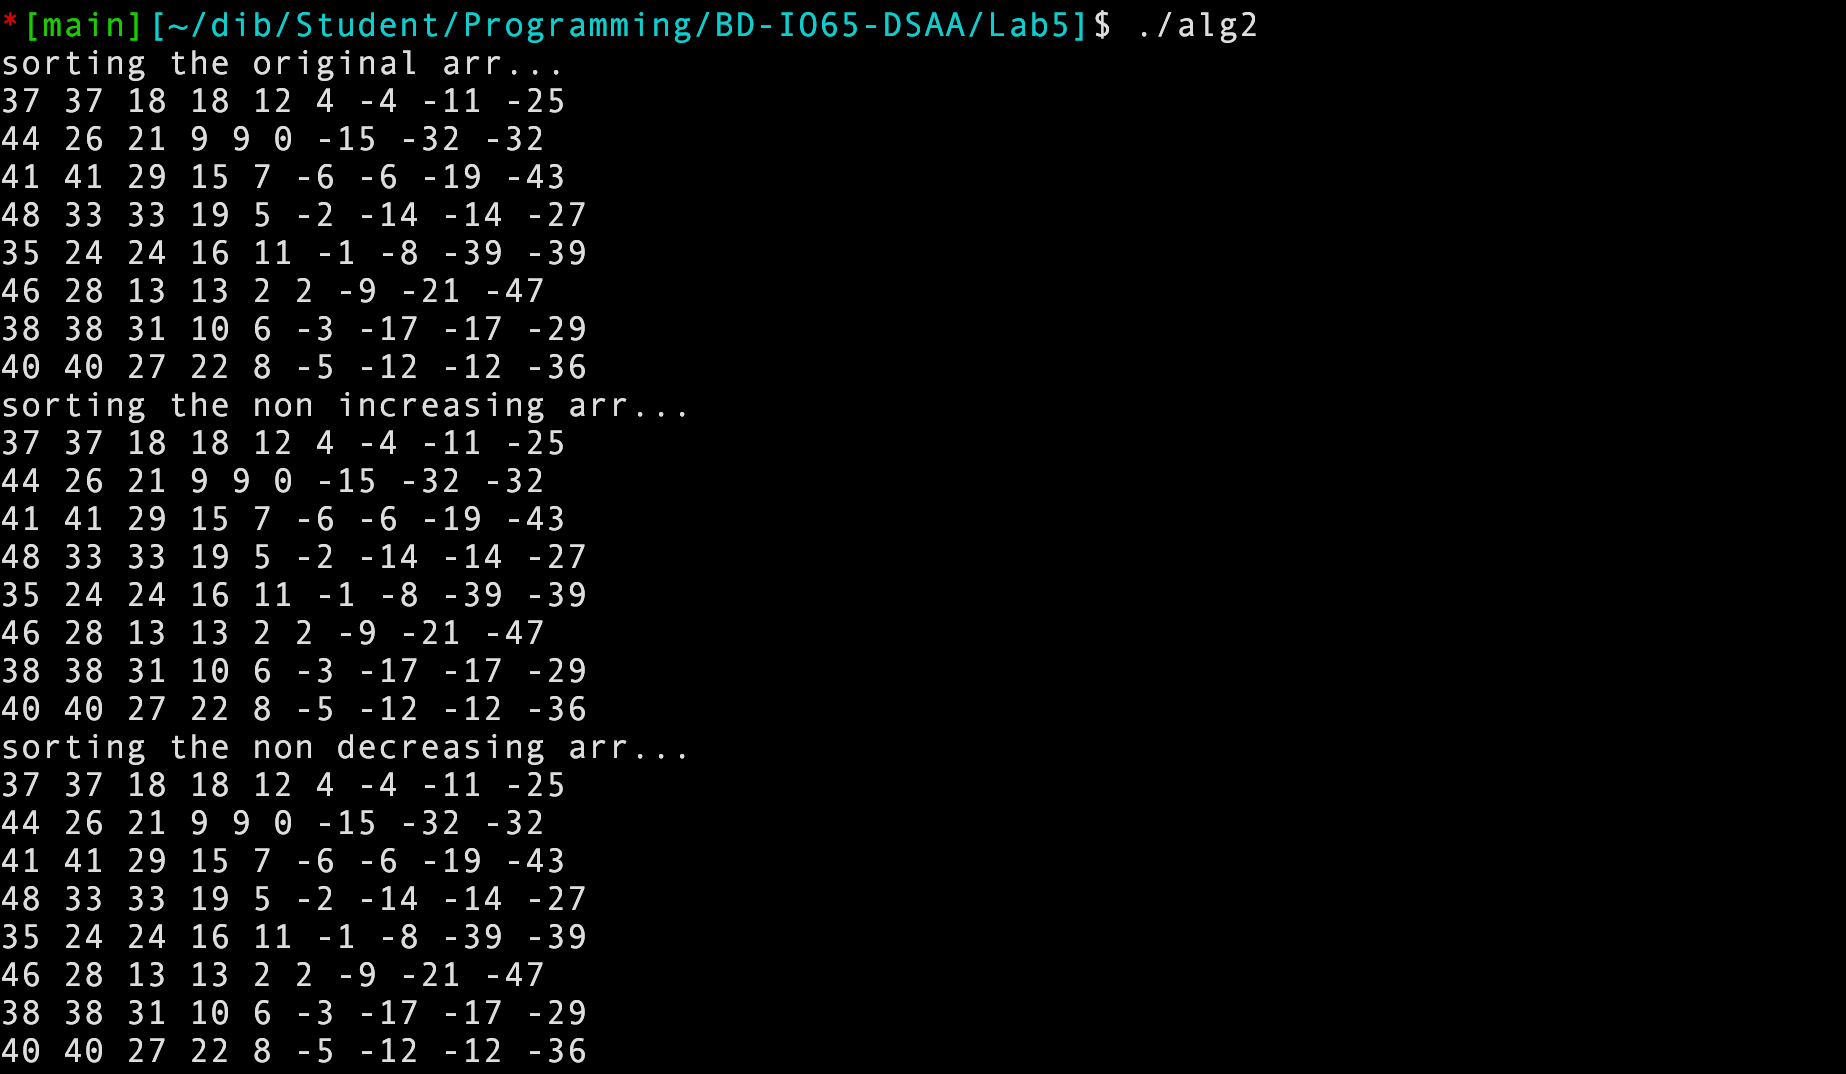 *[main][~/dib/Student/Programming/BD-IO65-DSAA/Lab5]$ ./alg2
sorting the original arr...
37 37 18 18 12 4 -4 -11 -25
44 26 21 9 9 0 -15 -32 -32
41 41 29 15 7 -6 -6 -19 -43
48 33 33 19 5 -2 -14 -14 -27
35 24 24 16 11 -1 -8 -39 -39
46 28 13 13 2 2 -9 -21 -47
38 38 31 10 6 -3 -17 -17 -29
40 40 27 22 8 -5 -12 -12 -36
sorting the non increasing arr...
37 37 18 18 12 4 -4 -11 -25
44 26 21 9 9 0 -15 -32 -32
41 41 29 15 7 -6 -6 -19 -43
48 33 33 19 5 -2 -14 -14 -27
35 24 24 16 11 -1 -8 -39 -39
46 28 13 13 2 2 -9 -21 -47
38 38 31 10 6 -3 -17 -17 -29
40 40 27 22 8 -5 -12 -12 -36
sorting the non decreasing arr...
37 37 18 18 12 4 -4 -11 -25
44 26 21 9 9 0 -15 -32 -32
41 41 29 15 7 -6 -6 -19 -43
48 33 33 19 5 -2 -14 -14 -27
35 24 24 16 11 -1 -8 -39 -39
46 28 13 13 2 2 -9 -21 -47
38 38 31 10 6 -3 -17 -17 -29
40 40 27 22 8 -5 -12 -12 -36